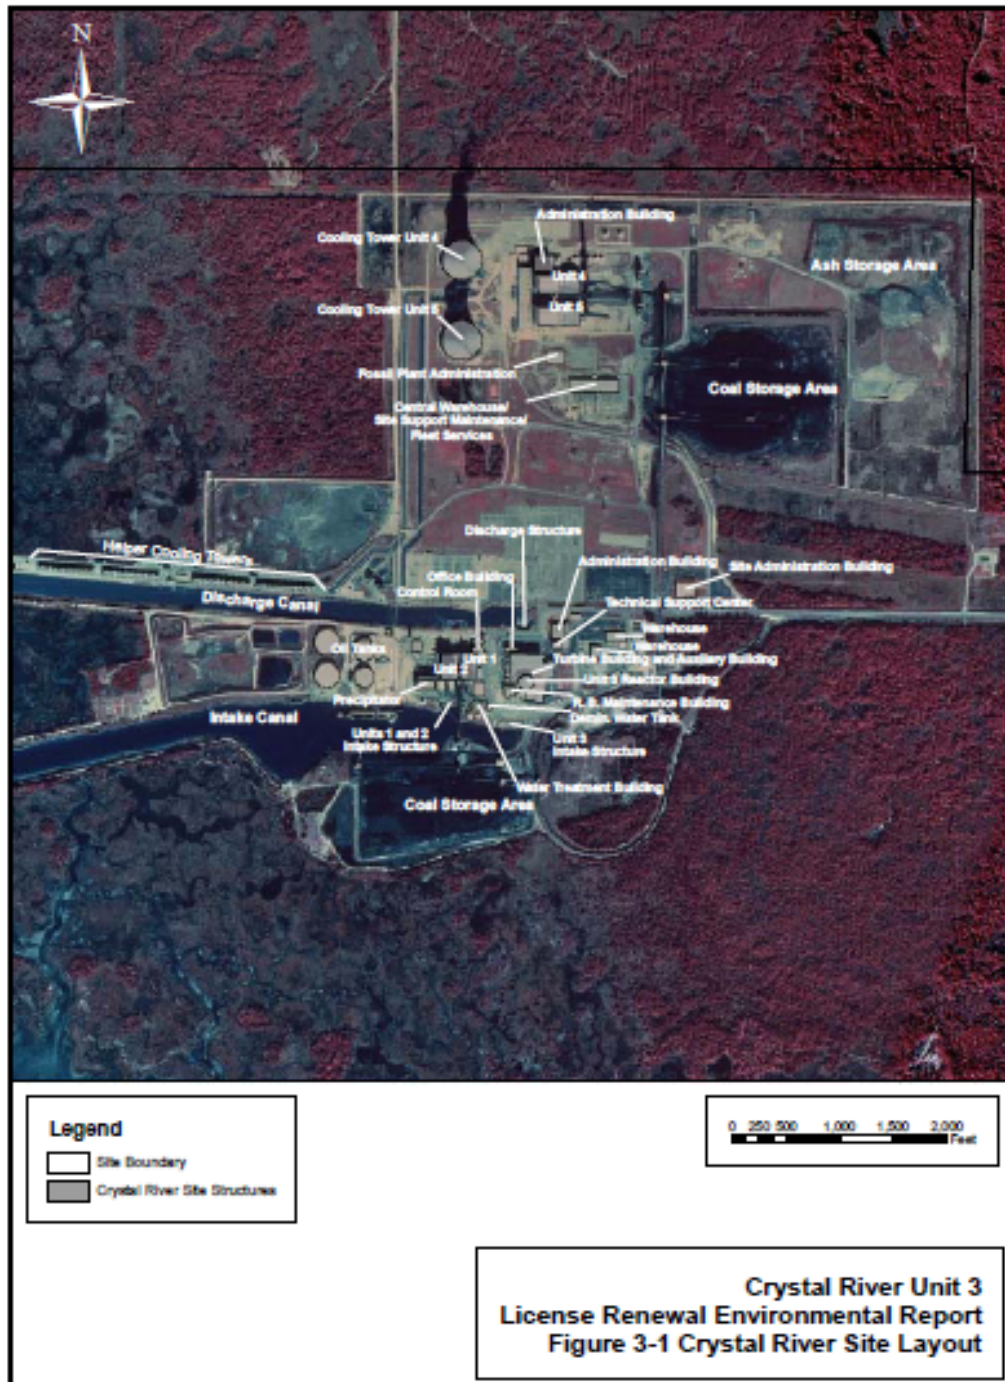 N
Administration Building
Cooling Tower Unit 4
Ash Storage Area
Unit 4
Cooling Tower Unit 5
Unit 5
Fossil Plant Administration
Coal Storage Area
Central Warehouse/
Site Support Maintenance/
Fleet Services
Discharge Structure
Helper Cooling Towers
Administration Building
Site Administration Building
Office Building
Control Room
Discharge Canal
Technical Support Center
Warehouse
Warehouse
Oil Tanks
Unit 1
Unit 2
Turbine Building and Auxiliary Building
Unit 3 Reactor Building
Precipitator
R. B. Maintenance Building
Intake Canal
Demin. Water Tank
Units 1 and 2
Intake Structure
Unit 3
Intake Structure
Water Treatment Building
Coal Storage Area
Legend
Site Boundary
Crystal River Site Structures
0 250 500 1,000 1,500 2,000
Feet
Crystal River Unit 3
License Renewal Environmental Report
Figure 3-1 Crystal River Site Layout